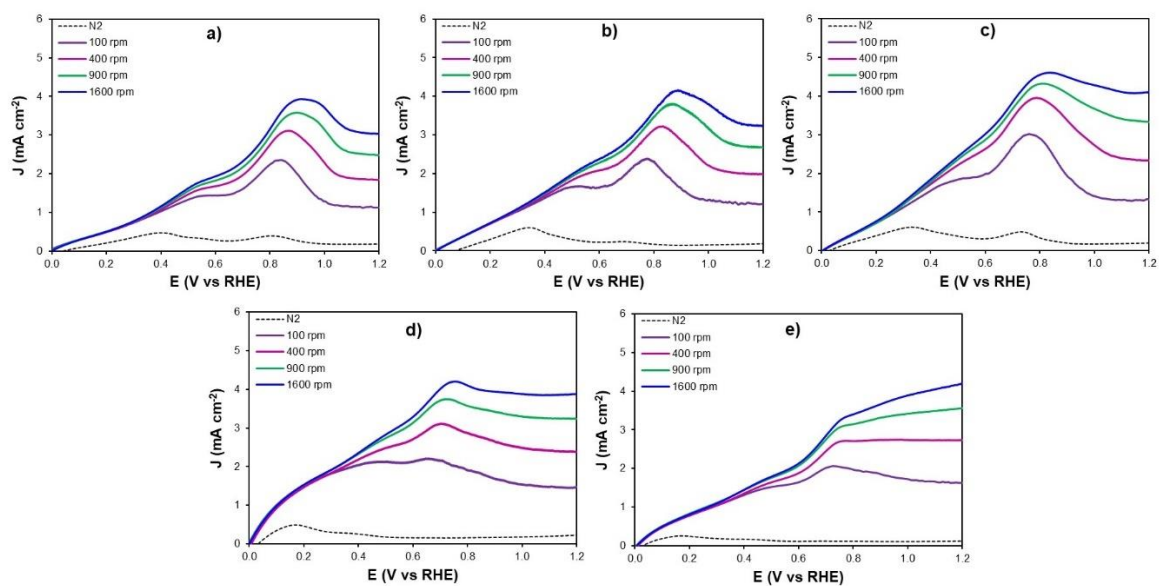 a)
N2
100 rpm
400 rpm
900 rpm
1600 rpm
J (mA cm-2)
6
5
4
3
2
1
0
0.0 0.2 0.4 0.6 0.8 1.0 1.2
E (V vs RHE)
b)
N2
100 rpm
400 rpm
900 rpm
1600 rpm
J (mA cm-2)
6
5
4
3
2
1
0
0.0 0.2 0.4 0.6 0.8 1.0 1.2
E (V vs RHE)
c)
N2
100 rpm
400 rpm
900 rpm
1600 rpm
J (mA cm-2)
6
5
4
3
2
1
0
0.0 0.2 0.4 0.6 0.8 1.0 1.2
E (V vs RHE)
d)
N2
100 rpm
400 rpm
900 rpm
1600 rpm
J (mA cm-2)
6
5
4
3
2
1
0
0.0 0.2 0.4 0.6 0.8 1.0 1.2
E (V vs RHE)
e)
N2
100 rpm
400 rpm
900 rpm
1600 rpm
J (mA cm-2)
6
5
4
3
2
1
0
0.0 0.2 0.4 0.6 0.8 1.0 1.2
E (V vs RHE)